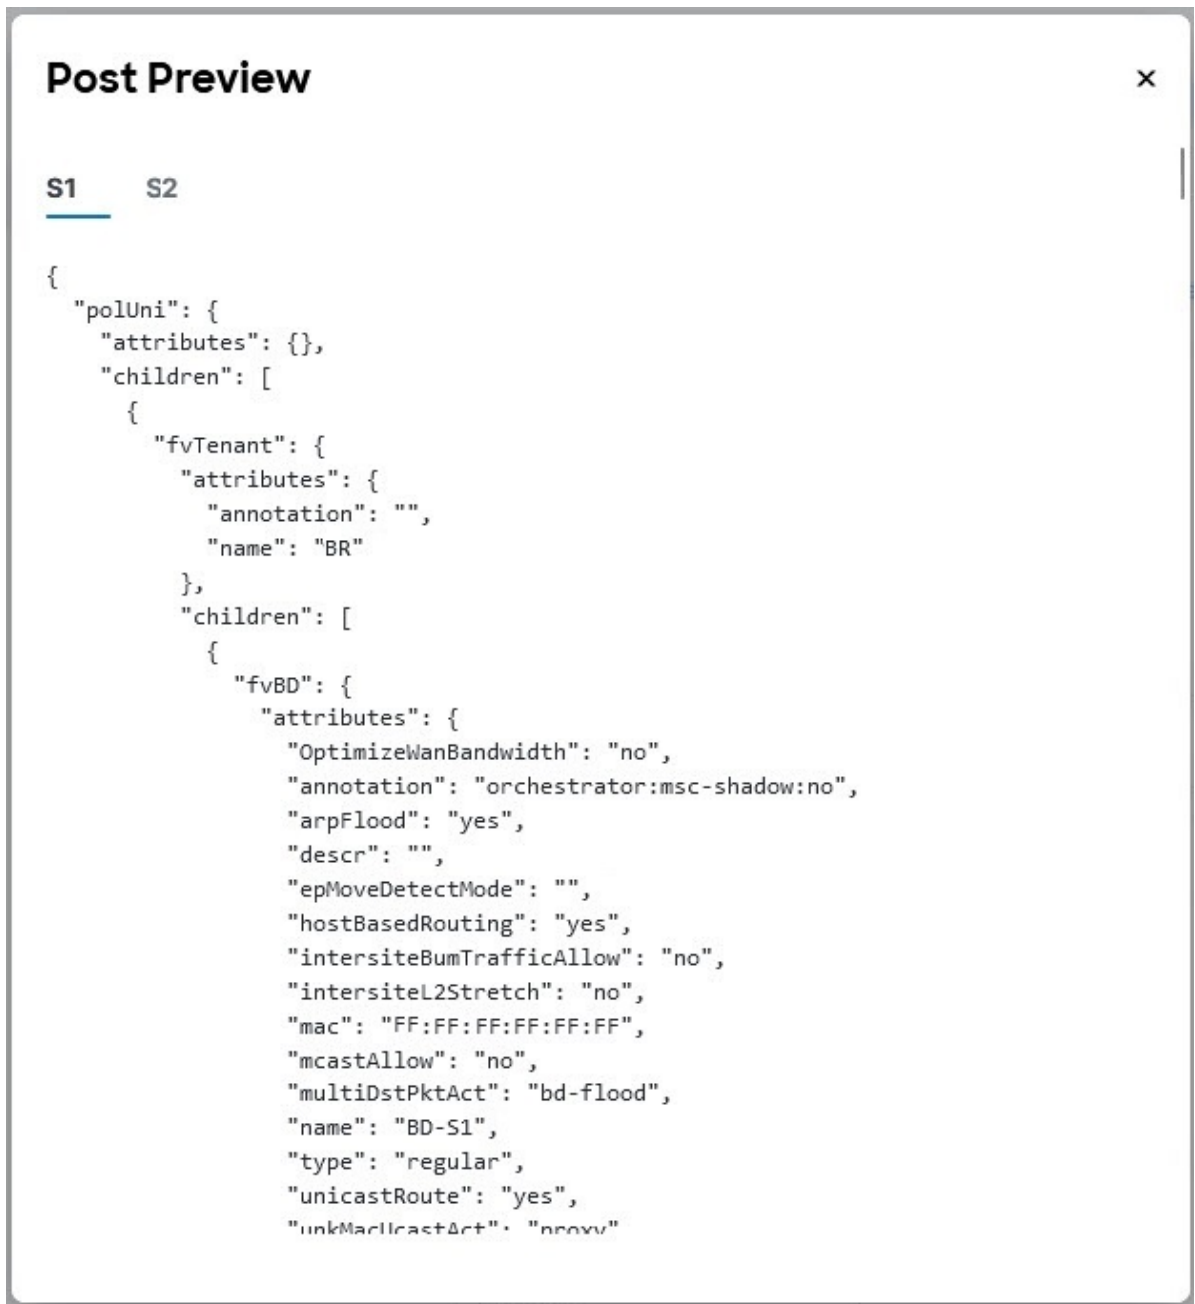 Post Preview
×
S1 S2
{
  "polUni": {
    "attributes": {},
    "children": [
      {
        "fvTenant": {
          "attributes": {
            "annotation": "",
            "name": "BR"
          },
          "children": [
            {
              "fvBD": {
                "attributes": {
                  "OptimizeWanBandwidth": "no",
                  "annotation": "orchestrator:msc-shadow:no",
                  "arpFlood": "yes",
                  "descr": "",
                  "epMoveDetectMode": "",
                  "hostBasedRouting": "yes",
                  "intersiteBumTrafficAllow": "no",
                  "intersiteL2Stretch": "no",
                  "mac": "FF:FF:FF:FF:FF:FF",
                  "mcastAllow": "no",
                  "multiDstPktAct": "bd-flood",
                  "name": "BD-S1",
                  "type": "regular",
                  "unicastRoute": "yes",
                  "unkMacUcastAct": "proxy"